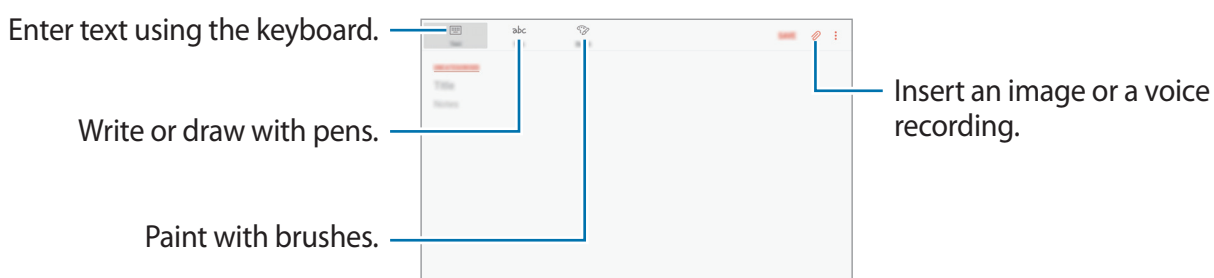 Enter text using the keyboard.
abc
Write or draw with pens.
Paint with brushes.
Insert an image or a voice
recording.
Title